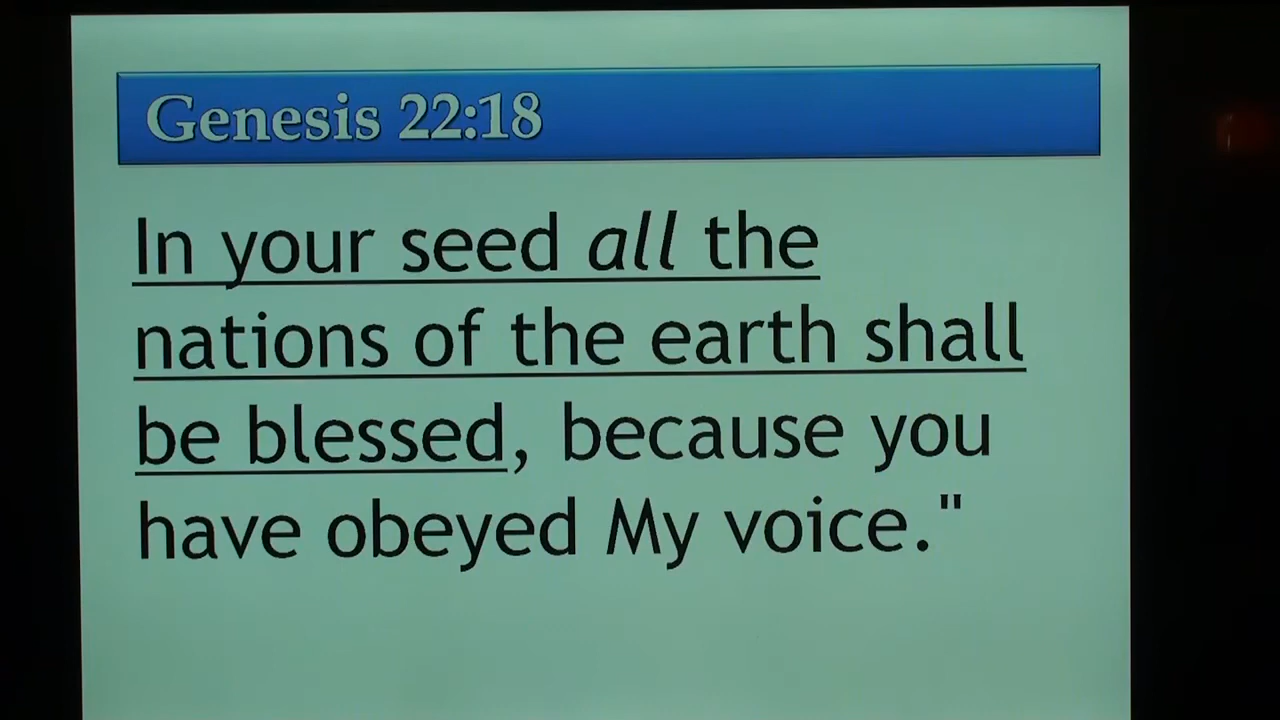 Genesis 22:18
In your seed all the
nations of the earth shall
be blessed, because you
have obeyed My voice."